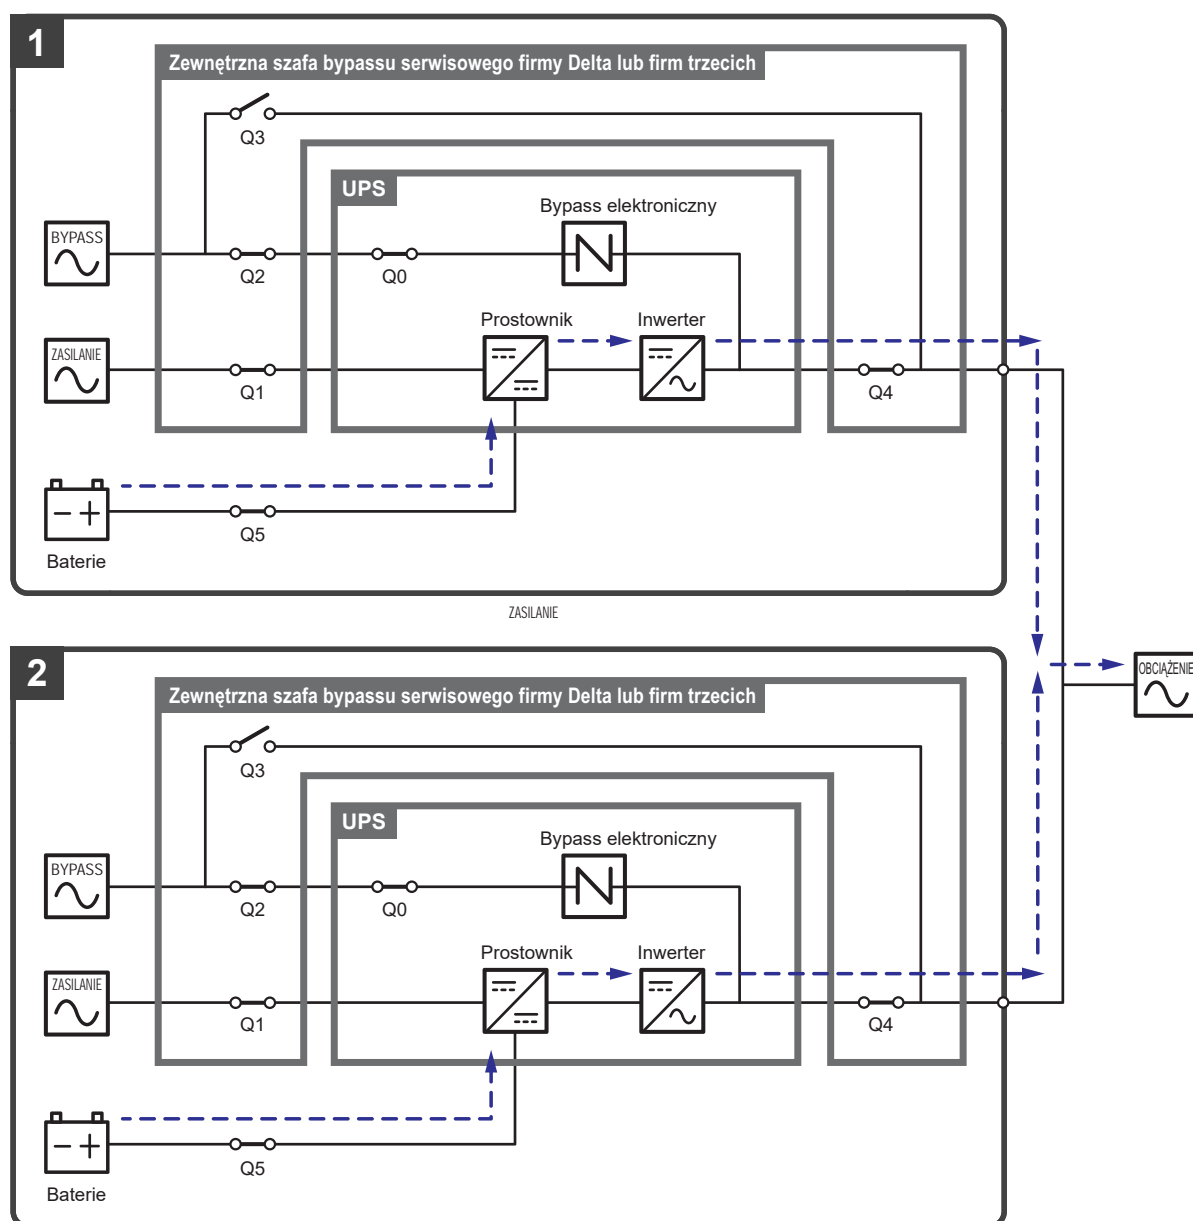 1
Zewnętrzna szafa bypassu serwisowego firmy Delta lub firm trzecich
Q3
UPS
Bypass elektroniczny
BYPASS
Q2
Q0
Prostownik
Inwerter
ZASILANIE
Q1
Q4
Q5
Baterie
ZASILANIE
2
Zewnętrzna szafa bypassu serwisowego firmy Delta lub firm trzecich
OBCIĄŻENIE
Q3
UPS
Bypass elektroniczny
BYPASS
Q2
Q0
Prostownik
Inwerter
ZASILANIE
Q1
Q4
Q5
Baterie